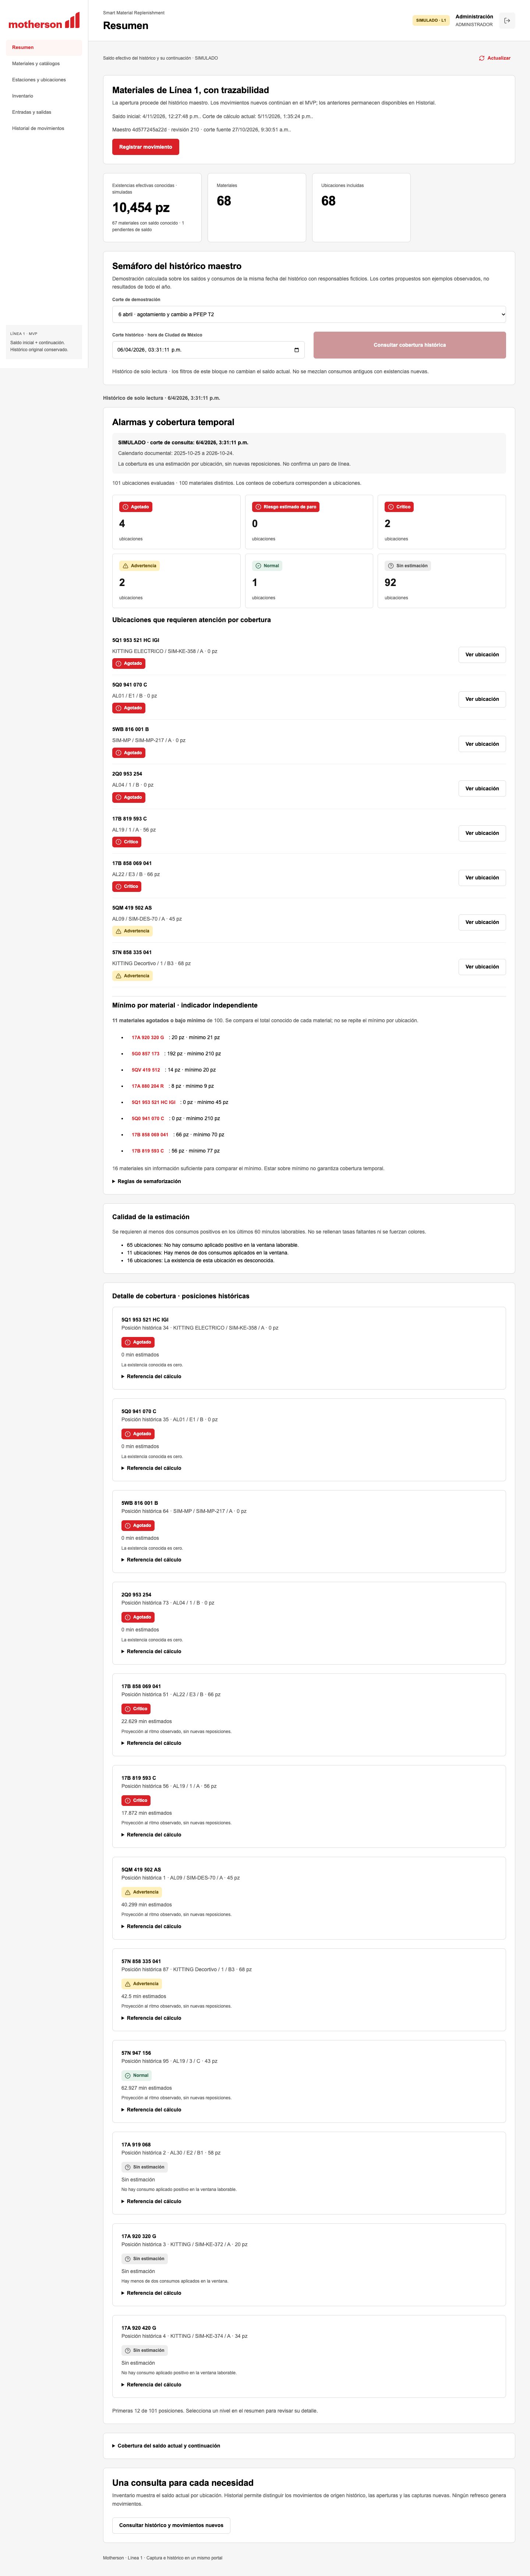 motherson
Resumen
Materiales y catálogos
Estaciones y ubicaciones
Inventario
Entradas y salidas
Historial de movimientos
LÍNEA 1 · MVP
Saldo inicial + continuación.
Histórico original conservado.
Smart Material Replenishment
Resumen
SIMULADO · L1
Administración
ADMINISTRADOR
Saldo efectivo del histórico y su continuación · SIMULADO
Actualizar
Materiales de Línea 1, con trazabilidad
La apertura procede del histórico maestro. Los movimientos nuevos continúan en el MVP; los anteriores permanecen disponibles en Historial.
Saldo inicial: 4/11/2026, 12:27:48 p.m.. Corte de cálculo actual: 5/11/2026, 1:35:24 p.m..
Maestro 4d577245a22d · revisión 210 · corte fuente 27/10/2026, 9:30:51 a.m..
Registrar movimiento
Existencias efectivas conocidas · simuladas
10,454 pz
67 materiales con saldo conocido · 1 pendientes de saldo
Materiales
68
Ubicaciones incluidas
68
Semáforo del histórico maestro
Demostración calculada sobre los saldos y consumos de la misma fecha del histórico con responsables ficticios. Los cortes propuestos son ejemplos observados, no resultados de todo el año.
Corte de demostración
6 abril · agotamiento y cambio a PFEP T2
Corte histórico · hora de Ciudad de México
06/04/2026, 03:31:11 p.m.
Consultar cobertura histórica
Histórico de solo lectura · los filtros de este bloque no cambian el saldo actual. No se mezclan consumos antiguos con existencias nuevas.
Histórico de solo lectura · 6/4/2026, 3:31:11 p.m.
Alarmas y cobertura temporal
SIMULADO · corte de consulta: 6/4/2026, 3:31:11 p.m.
Calendario documental: 2025-10-25 a 2026-10-24.
La cobertura es una estimación por ubicación, sin nuevas reposiciones. No confirma un paro de línea.
101 ubicaciones evaluadas · 100 materiales distintos. Los conteos de cobertura corresponden a ubicaciones.
Agotado
4
ubicaciones
Riesgo estimado de paro
0
ubicaciones
Crítico
2
ubicaciones
Advertencia
2
ubicaciones
Normal
1
ubicaciones
Sin estimación
92
ubicaciones
Ubicaciones que requieren atención por cobertura
5Q1 953 521 HC IGI
KITTING ELECTRICO / SIM-KE-358 / A · 0 pz
Agotado
Ver ubicación
5Q0 941 070 C
AL01 / E1 / B · 0 pz
Agotado
Ver ubicación
5WB 816 001 B
SIM-MP / SIM-MP-217 / A · 0 pz
Agotado
Ver ubicación
2Q0 953 254
AL04 / 1 / B · 0 pz
Agotado
Ver ubicación
17B 819 593 C
AL19 / 1 / A · 56 pz
Crítico
Ver ubicación
17B 858 069 041
AL22 / E3 / B · 66 pz
Crítico
Ver ubicación
5QM 419 502 AS
AL09 / SIM-DES-70 / A · 45 pz
Advertencia
Ver ubicación
57N 858 335 041
KITTING Decortivo / 1 / B3 · 68 pz
Advertencia
Ver ubicación
Mínimo por material · indicador independiente
11 materiales agotados o bajo mínimo de 100. Se compara el total conocido de cada material; no se repite el mínimo por ubicación.
• 17A 920 320 G : 20 pz · mínimo 21 pz
• 5G0 857 173 : 192 pz · mínimo 210 pz
• 5QV 419 512 : 14 pz · mínimo 20 pz
• 17A 880 204 R : 8 pz · mínimo 9 pz
• 5Q1 953 521 HC IGI : 0 pz · mínimo 45 pz
• 5Q0 941 070 C : 0 pz · mínimo 210 pz
• 17B 858 069 041 : 66 pz · mínimo 70 pz
• 17B 819 593 C : 56 pz · mínimo 77 pz
16 materiales sin información suficiente para comparar el mínimo. Estar sobre mínimo no garantiza cobertura temporal.
Reglas de semaforización
Calidad de la estimación
Se requieren al menos dos consumos positivos en los últimos 60 minutos laborables. No se rellenan tasas faltantes ni se fuerzan colores.
• 65 ubicaciones: No hay consumo aplicado positivo en la ventana laborable.
• 11 ubicaciones: Hay menos de dos consumos aplicados en la ventana.
• 16 ubicaciones: La existencia de esta ubicación es desconocida.
Detalle de cobertura · posiciones históricas
5Q1 953 521 HC IGI
Posición histórica 34 · KITTING ELECTRICO / SIM-KE-358 / A · 0 pz
Agotado
0 min estimados
La existencia conocida es cero.
Referencia del cálculo
5Q0 941 070 C
Posición histórica 35 · AL01 / E1 / B · 0 pz
Agotado
0 min estimados
La existencia conocida es cero.
Referencia del cálculo
5WB 816 001 B
Posición histórica 64 · SIM-MP / SIM-MP-217 / A · 0 pz
Agotado
0 min estimados
La existencia conocida es cero.
Referencia del cálculo
2Q0 953 254
Posición histórica 73 · AL04 / 1 / B · 0 pz
Agotado
0 min estimados
La existencia conocida es cero.
Referencia del cálculo
17B 858 069 041
Posición histórica 51 · AL22 / E3 / B · 66 pz
Crítico
22.629 min estimados
Proyección al ritmo observado, sin nuevas reposiciones.
Referencia del cálculo
17B 819 593 C
Posición histórica 56 · AL19 / 1 / A · 56 pz
Crítico
17.872 min estimados
Proyección al ritmo observado, sin nuevas reposiciones.
Referencia del cálculo
5QM 419 502 AS
Posición histórica 1 · AL09 / SIM-DES-70 / A · 45 pz
Advertencia
40.299 min estimados
Proyección al ritmo observado, sin nuevas reposiciones.
Referencia del cálculo
57N 858 335 041
Posición histórica 87 · KITTING Decortivo / 1 / B3 · 68 pz
Advertencia
42.5 min estimados
Proyección al ritmo observado, sin nuevas reposiciones.
Referencia del cálculo
57N 947 156
Posición histórica 95 · AL19 / 3 / C · 43 pz
Normal
62.927 min estimados
Proyección al ritmo observado, sin nuevas reposiciones.
Referencia del cálculo
17A 919 068
Posición histórica 2 · AL30 / E2 / B1 · 58 pz
Sin estimación
Sin estimación
No hay consumo aplicado positivo en la ventana laborable.
Referencia del cálculo
17A 920 320 G
Posición histórica 3 · KITTING / SIM-KE-372 / A · 20 pz
Sin estimación
Sin estimación
Hay menos de dos consumos aplicados en la ventana.
Referencia del cálculo
17A 920 420 G
Posición histórica 4 · KITTING / SIM-KE-374 / A · 34 pz
Sin estimación
Sin estimación
No hay consumo aplicado positivo en la ventana laborable.
Referencia del cálculo
Primeras 12 de 101 posiciones. Selecciona un nivel en el resumen para revisar su detalle.
Cobertura del saldo actual y continuación
Una consulta para cada necesidad
Inventario muestra el saldo actual por ubicación. Historial permite distinguir los movimientos de origen histórico, las aperturas y las capturas nuevas. Ningún refresco genera movimientos.
Consultar histórico y movimientos nuevos
Motherson · Línea 1 · Captura e histórico en un mismo portal